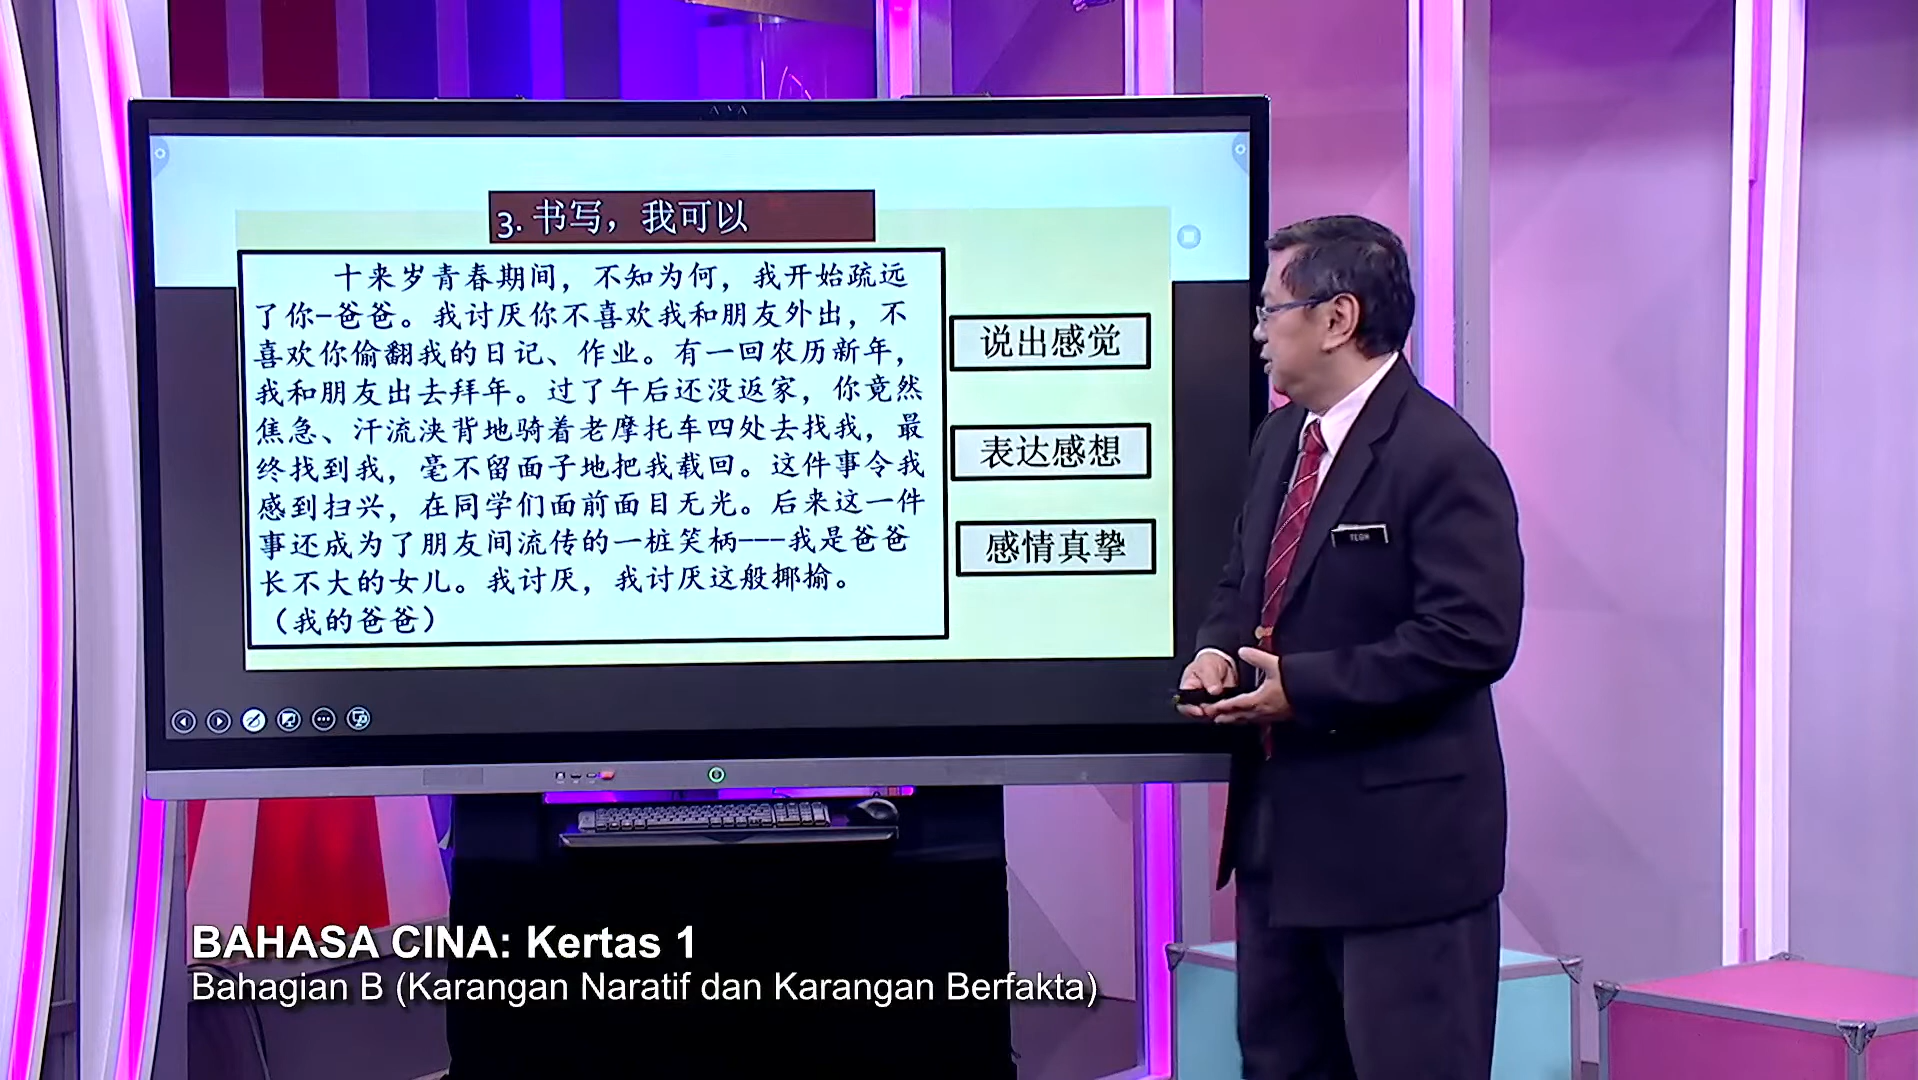 3. 书写，我可以
十来岁青春期间，不知为何，我开始疏远
了你-爸爸。我讨厌你不喜欢我和朋友外出，不
喜欢你偷翻我的日记、作业。有一回农历新年，
我和朋友出去拜年。过了午后还没返家，你竟然
焦急、汗流浃背地骑着老摩托车四处去找我，最
终找到我，毫不留面子地把我载回。这件事令我
感到扫兴，在同学们面前面目无光。后来这一件
事还成为了朋友间流传的一桩笑柄---我是爸爸
长不大的女儿。我讨厌，我讨厌这般揶揄。
（我的爸爸）
说出感觉
表达感想
感情真挚
TEOH
BAHASA CINA: Kertas 1
Bahagian B (Karangan Naratif dan Karangan Berfakta)